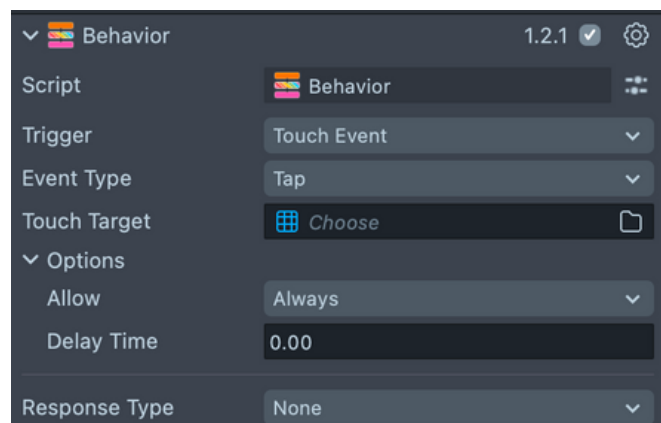 Behavior 1.2.1
Script Behavior
Trigger Touch Event
Event Type Tap
Touch Target Choose
Options
Allow Always
Delay Time 0.00
Response Type None